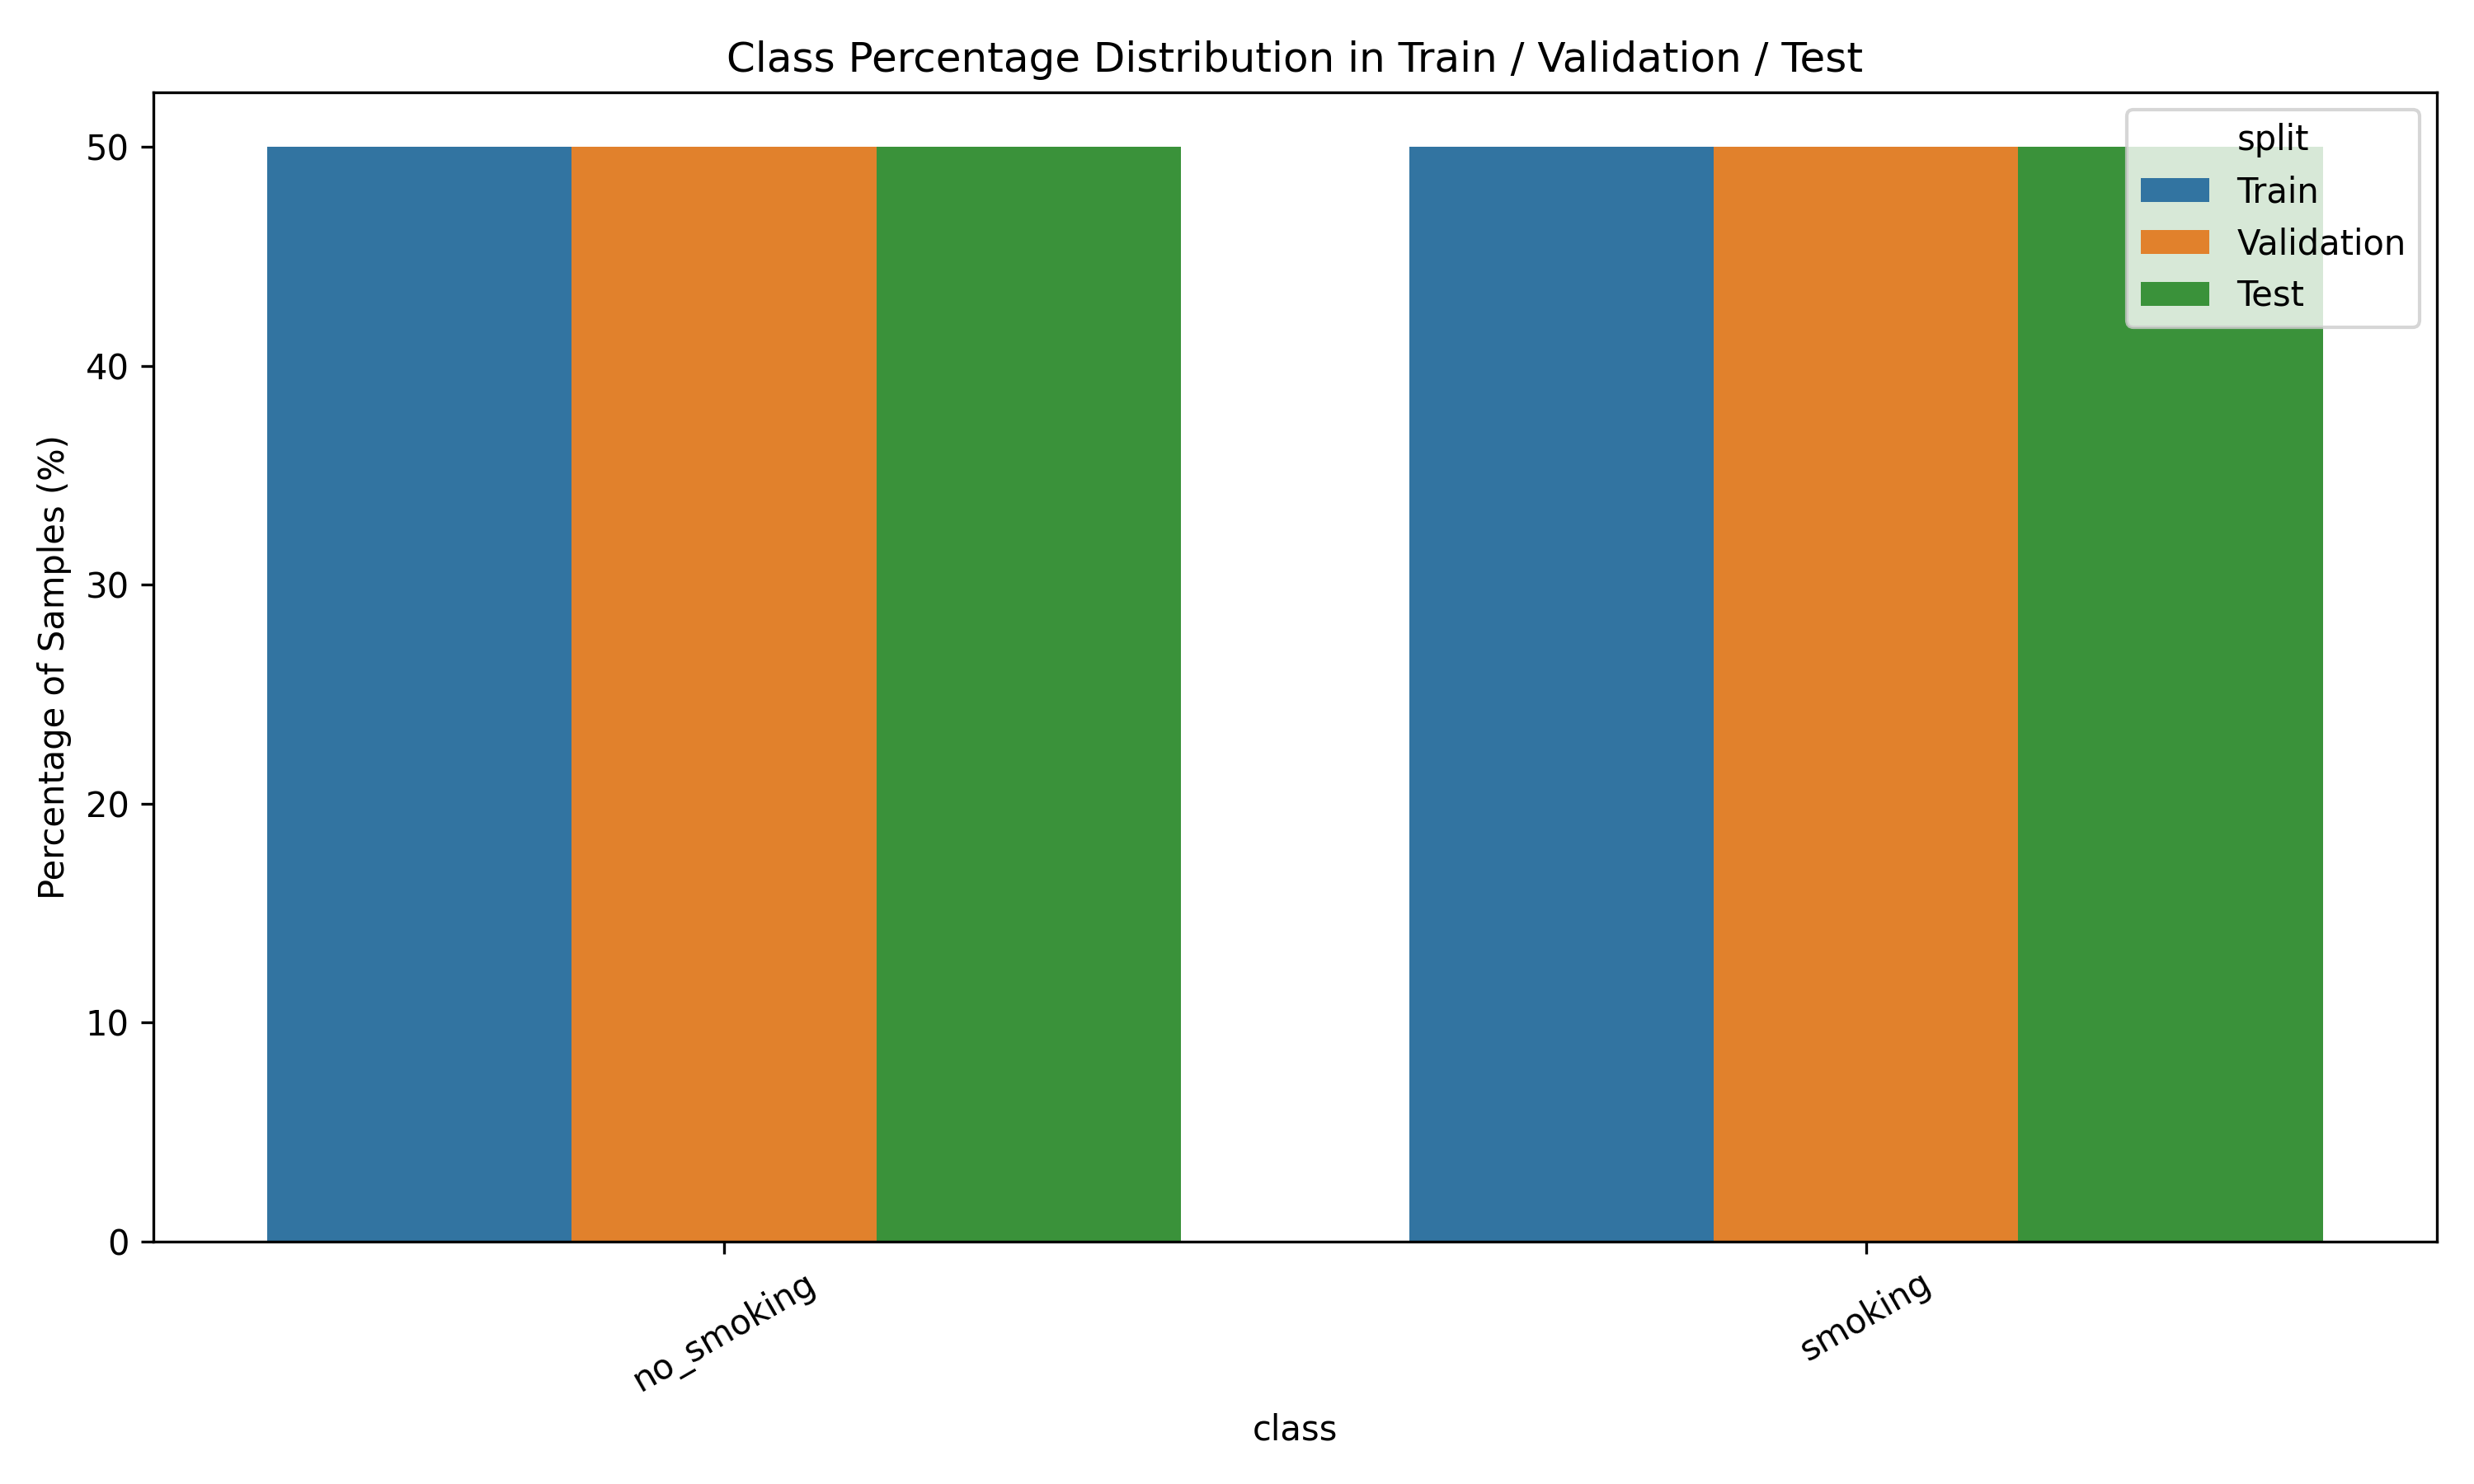 Class Percentage Distribution in Train / Validation / Test
split
Train
Validation
Test
Percentage of Samples (%)
50
40
30
20
10
0
no_smoking
smoking
class